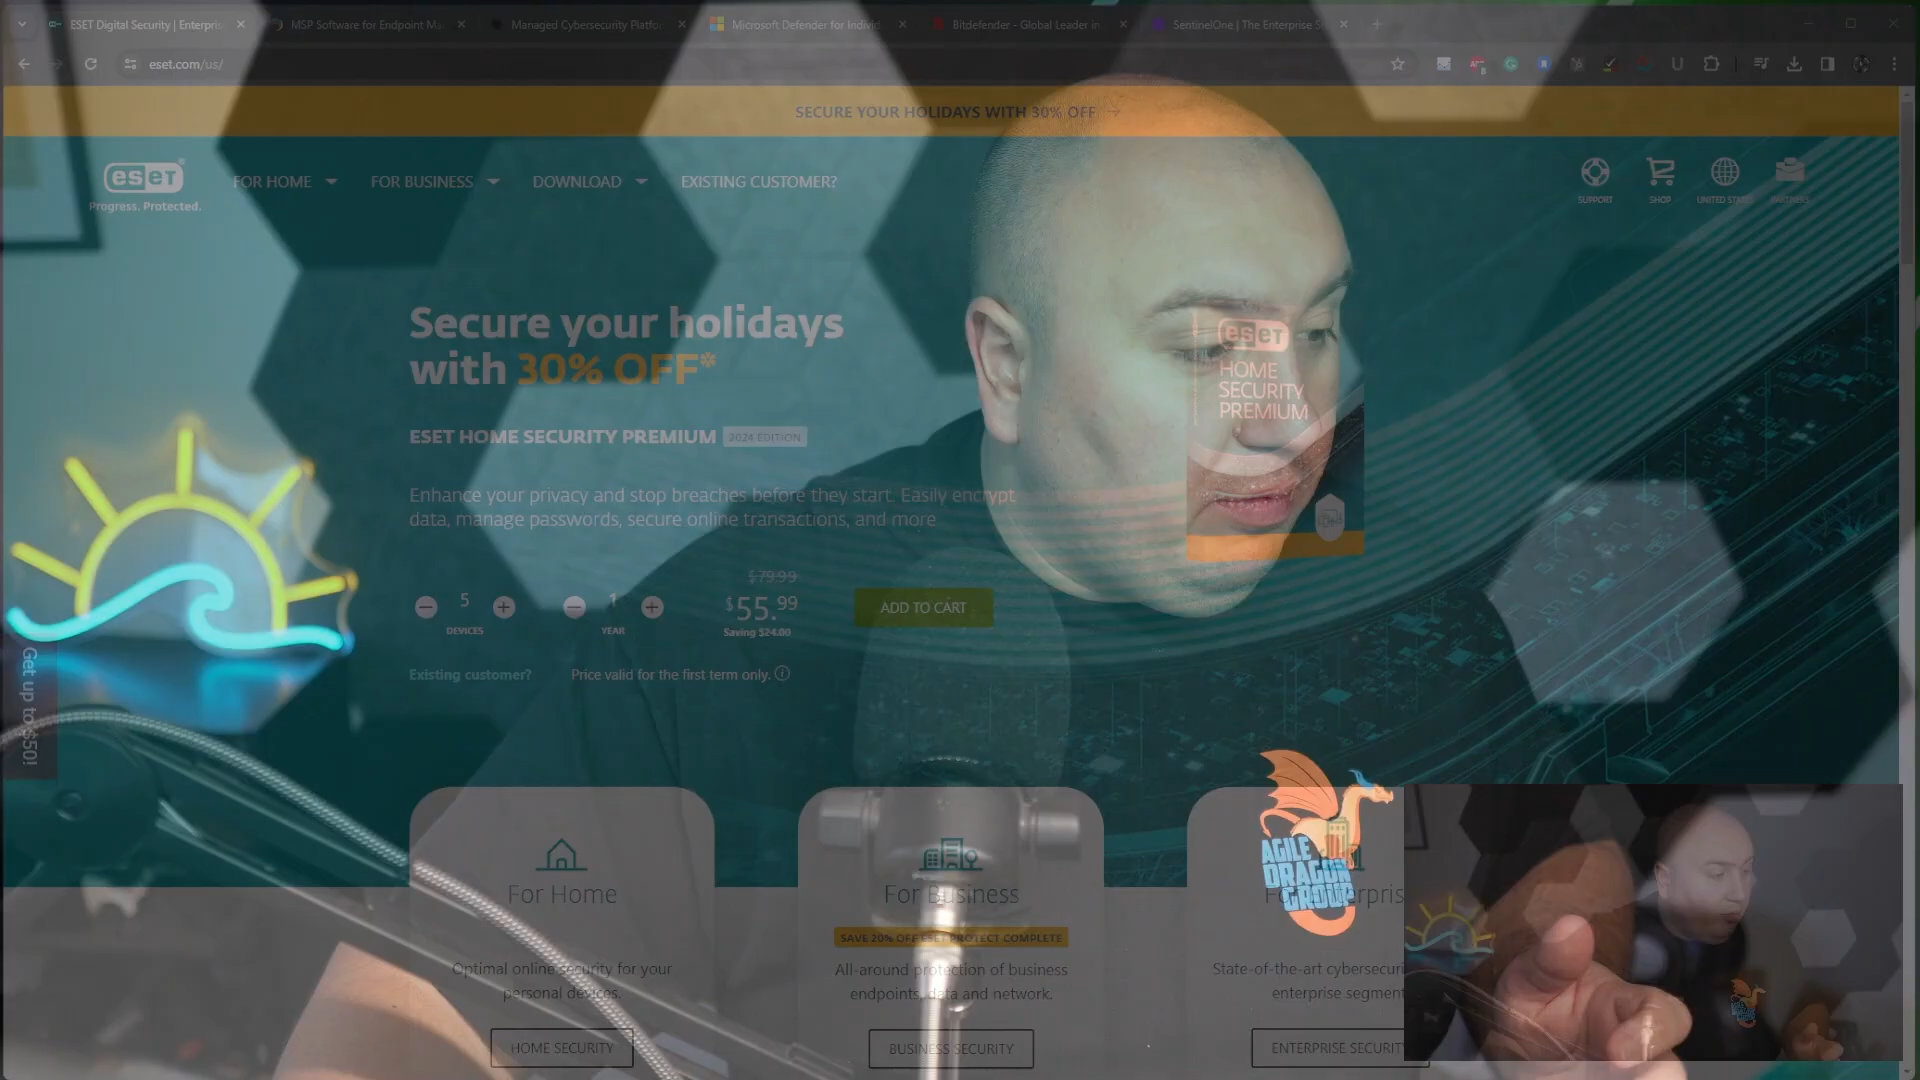 ESET Digital Security | Enterpris
MSP Software for Endpoint Ma
Managed Cybersecurity Platfo
Microsoft Defender for Individ
Bitdefender - Global Leader in
SentinelOne | The Enterprise S
eset.com/us/
SECURE YOUR HOLIDAYS WITH 30% OFF →
eset
Progress. Protected.
FOR HOME
FOR BUSINESS
DOWNLOAD
EXISTING CUSTOMER?
SUPPORT
SHOP
UNITED STATES
PARTNERS
Secure your holidays
with 30% OFF*
ESET HOME SECURITY PREMIUM 2024 EDITION
Enhance your privacy and stop breaches before they start. Easily encrypt
data, manage passwords, secure online transactions, and more
eset
HOME
SECURITY
PREMIUM
5
DEVICES
1
YEAR
$79.99
$55.99
Saving $24.00
ADD TO CART
Existing customer?
Price valid for the first term only.
Get up to $50!
For Home
Optimal online security for your
personal devices.
HOME SECURITY
For Business
SAVE 20% OFF ESET PROTECT COMPLETE
All-around protection of business
endpoints, data and network.
BUSINESS SECURITY
State-of-the-art cybersecuri
enterprise segment
ENTERPRISE SECURITY
AGILE
DRAGON
GROUP